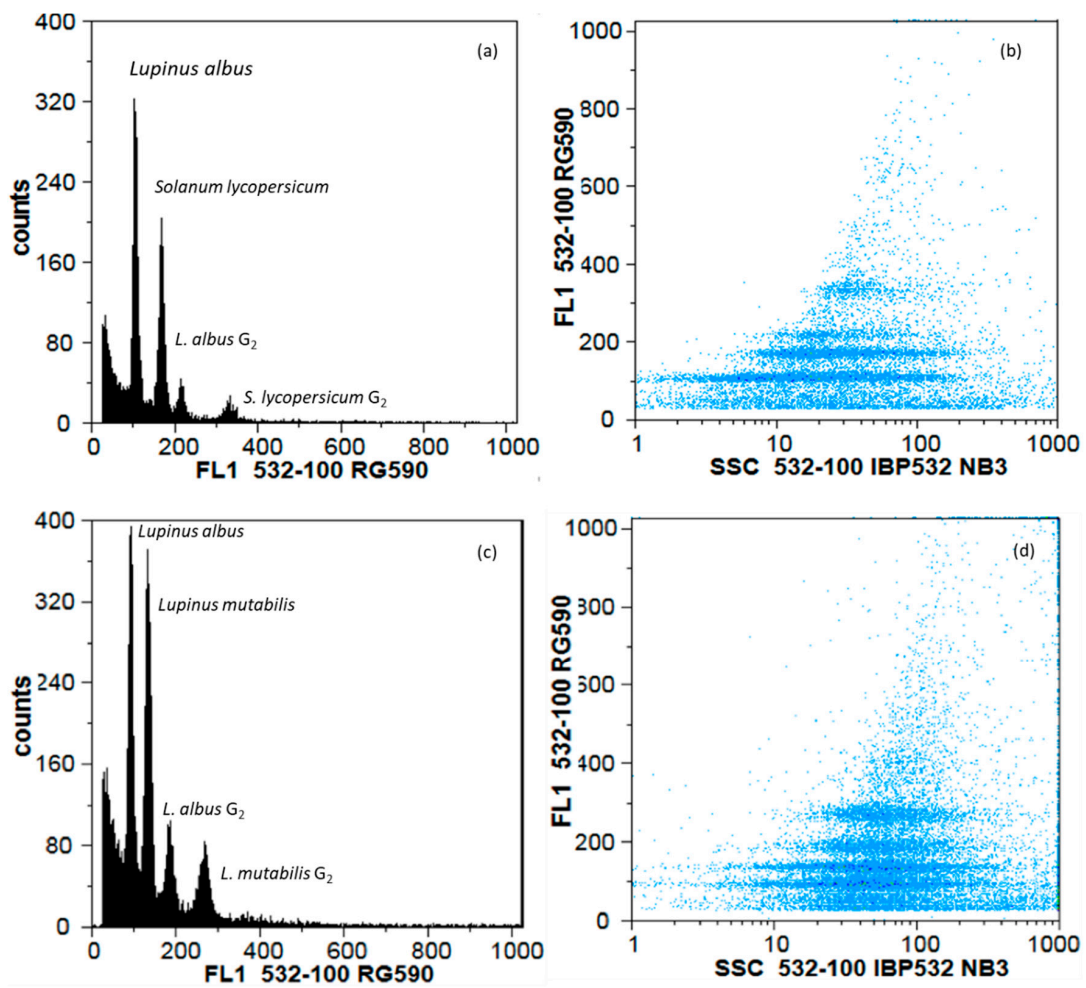 400
320
240
160
80
0
counts
(a)
Lupinus albus
Solanum lycopersicum
L. albus G2
S. lycopersicum G2
0 200 400 600 800 1000
FL1 532-100 RG590
1000
800
600
400
200
0
FL1 532-100 RG590
(b)
1 10 100 1000
SSC 532-100 IBP532 NB3
400
320
240
160
80
0
counts
(c)
Lupinus albus
Lupinus mutabilis
L. albus G2
L. mutabilis G2
0 200 400 600 800 1000
FL1 532-100 RG590
1000
800
600
400
200
0
FL1 532-100 RG590
(d)
1 10 100 1000
SSC 532-100 IBP532 NB3